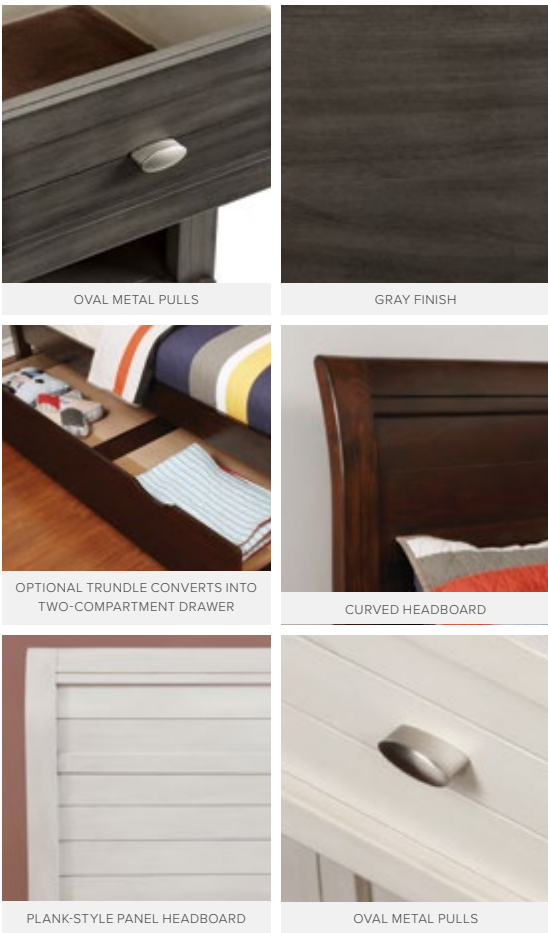 OVAL METAL PULLS
GRAY FINISH
OPTIONAL TRUNDLE CONVERTS INTO
TWO-COMPARTMENT DRAWER
CURVED HEADBOARD
PLANK-STYLE PANEL HEADBOARD
OVAL METAL PULLS